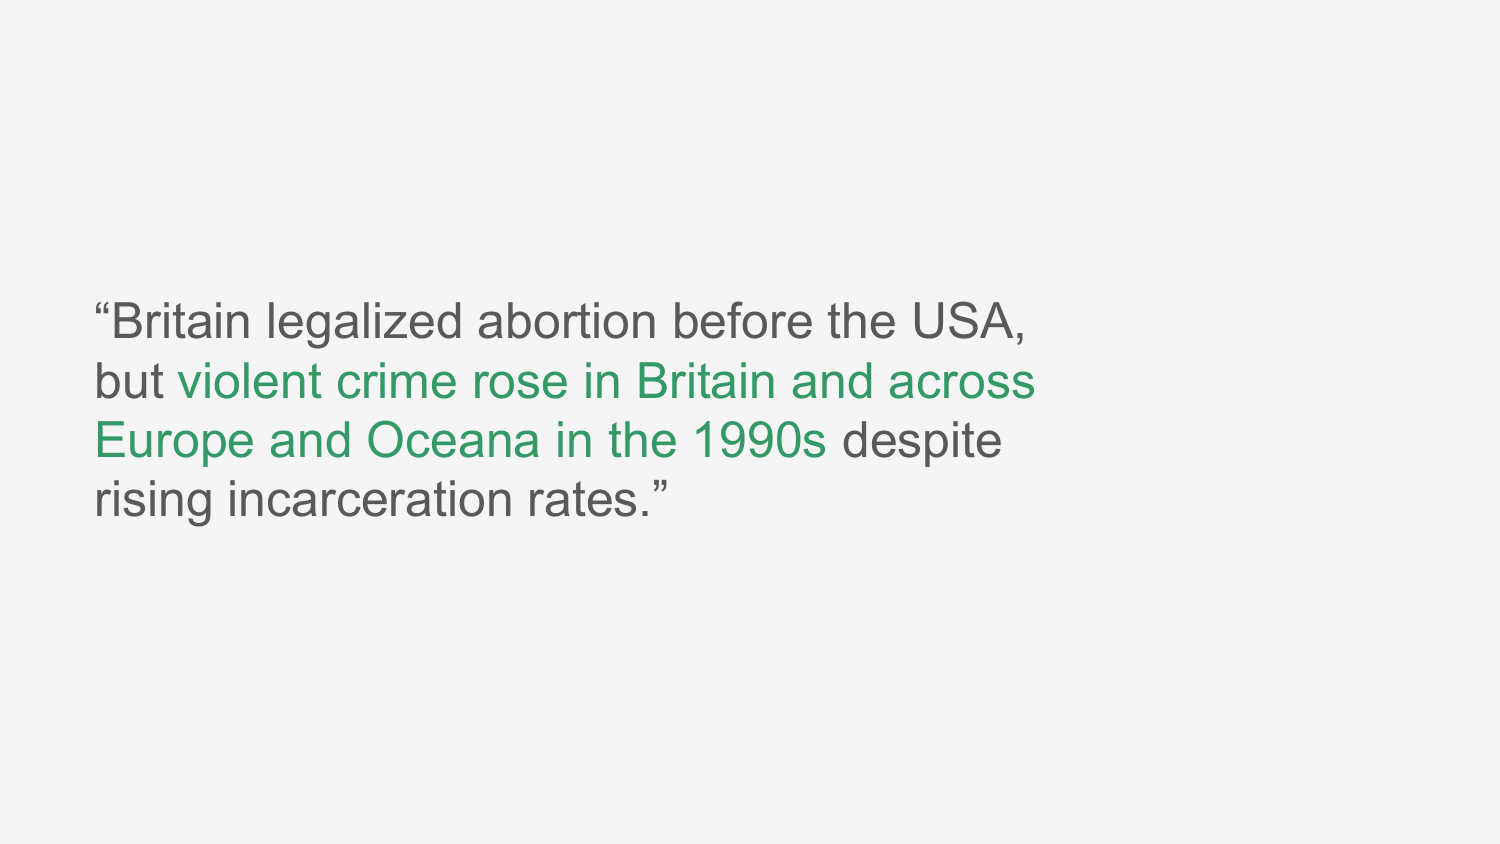 “Britain legalized abortion before the USA,
but violent crime rose in Britain and across
Europe and Oceana in the 1990s despite
rising incarceration rates.”